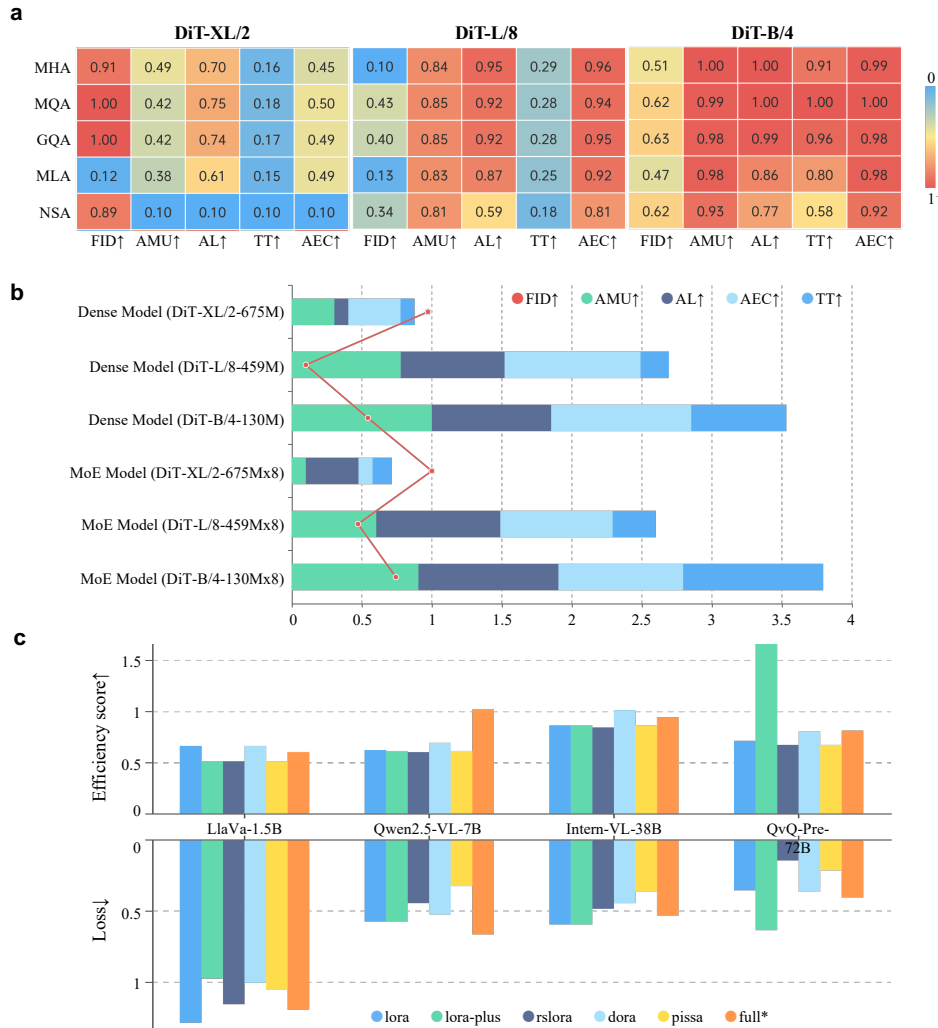 a
DiT-XL/2 DiT-L/8 DiT-B/4
MHA 0.91 0.49 0.70 0.16 0.45 0.10 0.84 0.95 0.29 0.96 0.51 1.00 1.00 0.91 0.99
0
MQA 1.00 0.42 0.75 0.18 0.50 0.43 0.85 0.92 0.28 0.94 0.62 0.99 1.00 1.00 1.00
GQA 1.00 0.42 0.74 0.17 0.49 0.40 0.85 0.92 0.28 0.95 0.63 0.98 0.99 0.96 0.98
MLA 0.12 0.38 0.61 0.15 0.49 0.13 0.83 0.87 0.25 0.92 0.47 0.98 0.86 0.80 0.98
1
NSA 0.89 0.10 0.10 0.10 0.10 0.34 0.81 0.59 0.18 0.81 0.62 0.93 0.77 0.58 0.92
FID↑ AMU↑ AL↑ TT↑ AEC↑ FID↑ AMU↑ AL↑ TT↑ AEC↑ FID↑ AMU↑ AL↑ TT↑ AEC↑
b
FID↑ AMU↑ AL↑ AEC↑ TT↑
Dense Model (DiT-XL/2-675M)
Dense Model (DiT-L/8-459M)
Dense Model (DiT-B/4-130M)
MoE Model (DiT-XL/2-675Mx8)
MoE Model (DiT-L/8-459Mx8)
MoE Model (DiT-B/4-130Mx8)
0 0.5 1 1.5 2 2.5 3 3.5 4
c
Efficiency score↑
1.5
1
0.5
0
LlaVa-1.5B Qwen2.5-VL-7B Intern-VL-38B QvQ-Pre-
72B
Loss↓
0
0.5
1
lora lora-plus rslora dora pissa full*